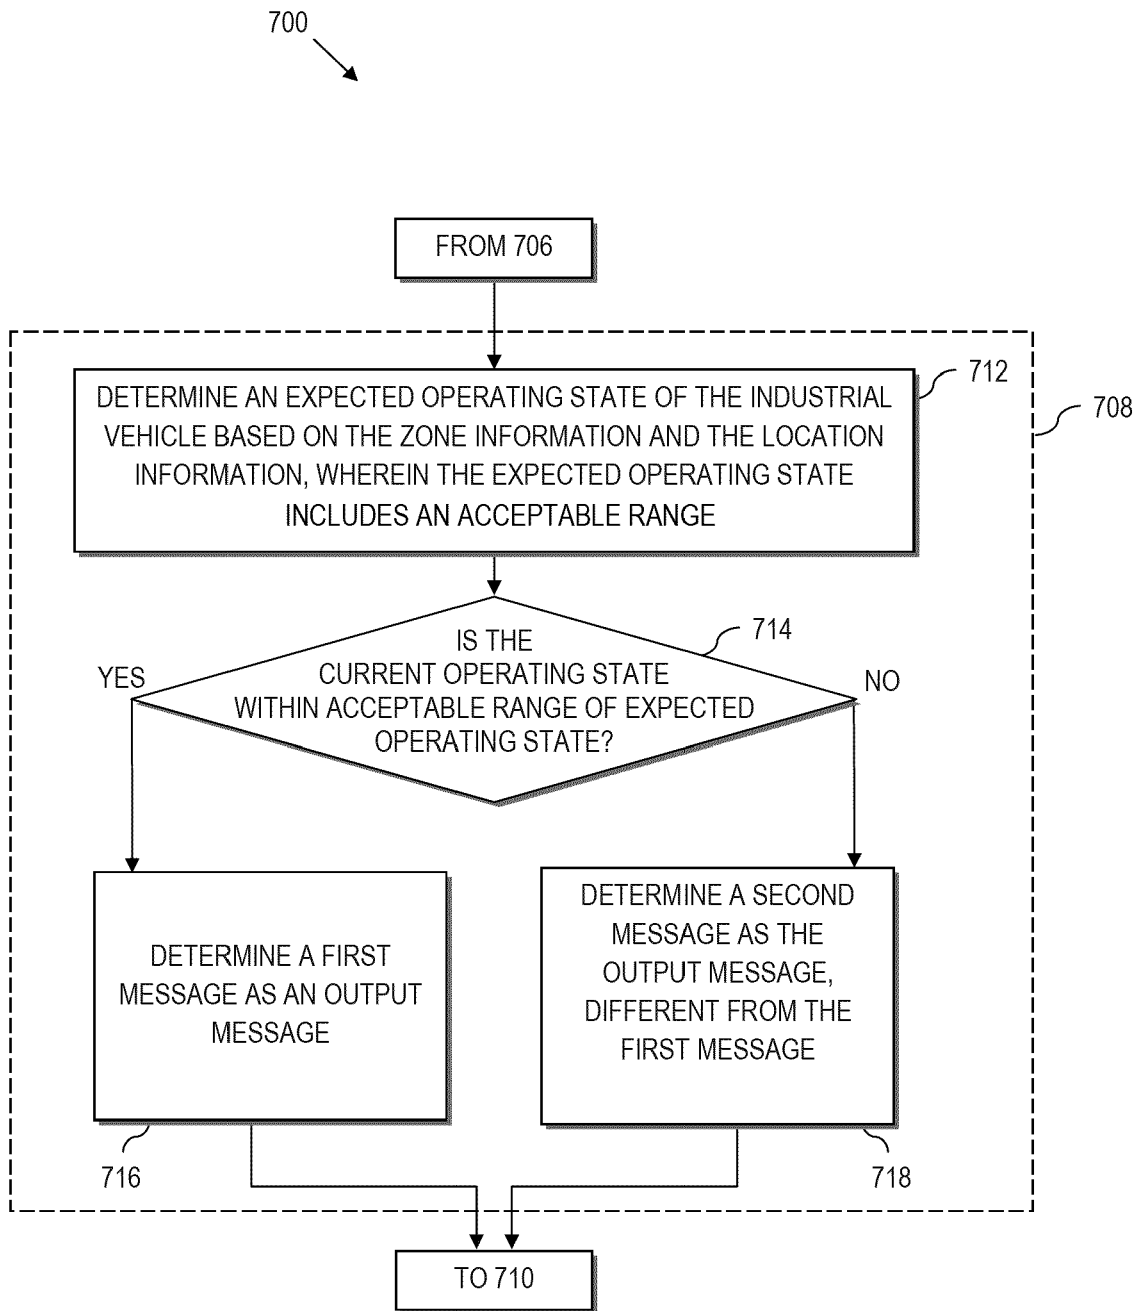 700
FROM 706
712
DETERMINE AN EXPECTED OPERATING STATE OF THE INDUSTRIAL
VEHICLE BASED ON THE ZONE INFORMATION AND THE LOCATION
INFORMATION, WHEREIN THE EXPECTED OPERATING STATE
INCLUDES AN ACCEPTABLE RANGE
708
714
IS THE
CURRENT OPERATING STATE
WITHIN ACCEPTABLE RANGE OF EXPECTED
OPERATING STATE?
YES
NO
DETERMINE A FIRST
MESSAGE AS AN OUTPUT
MESSAGE
DETERMINE A SECOND
MESSAGE AS THE
OUTPUT MESSAGE,
DIFFERENT FROM THE
FIRST MESSAGE
716
718
TO 710